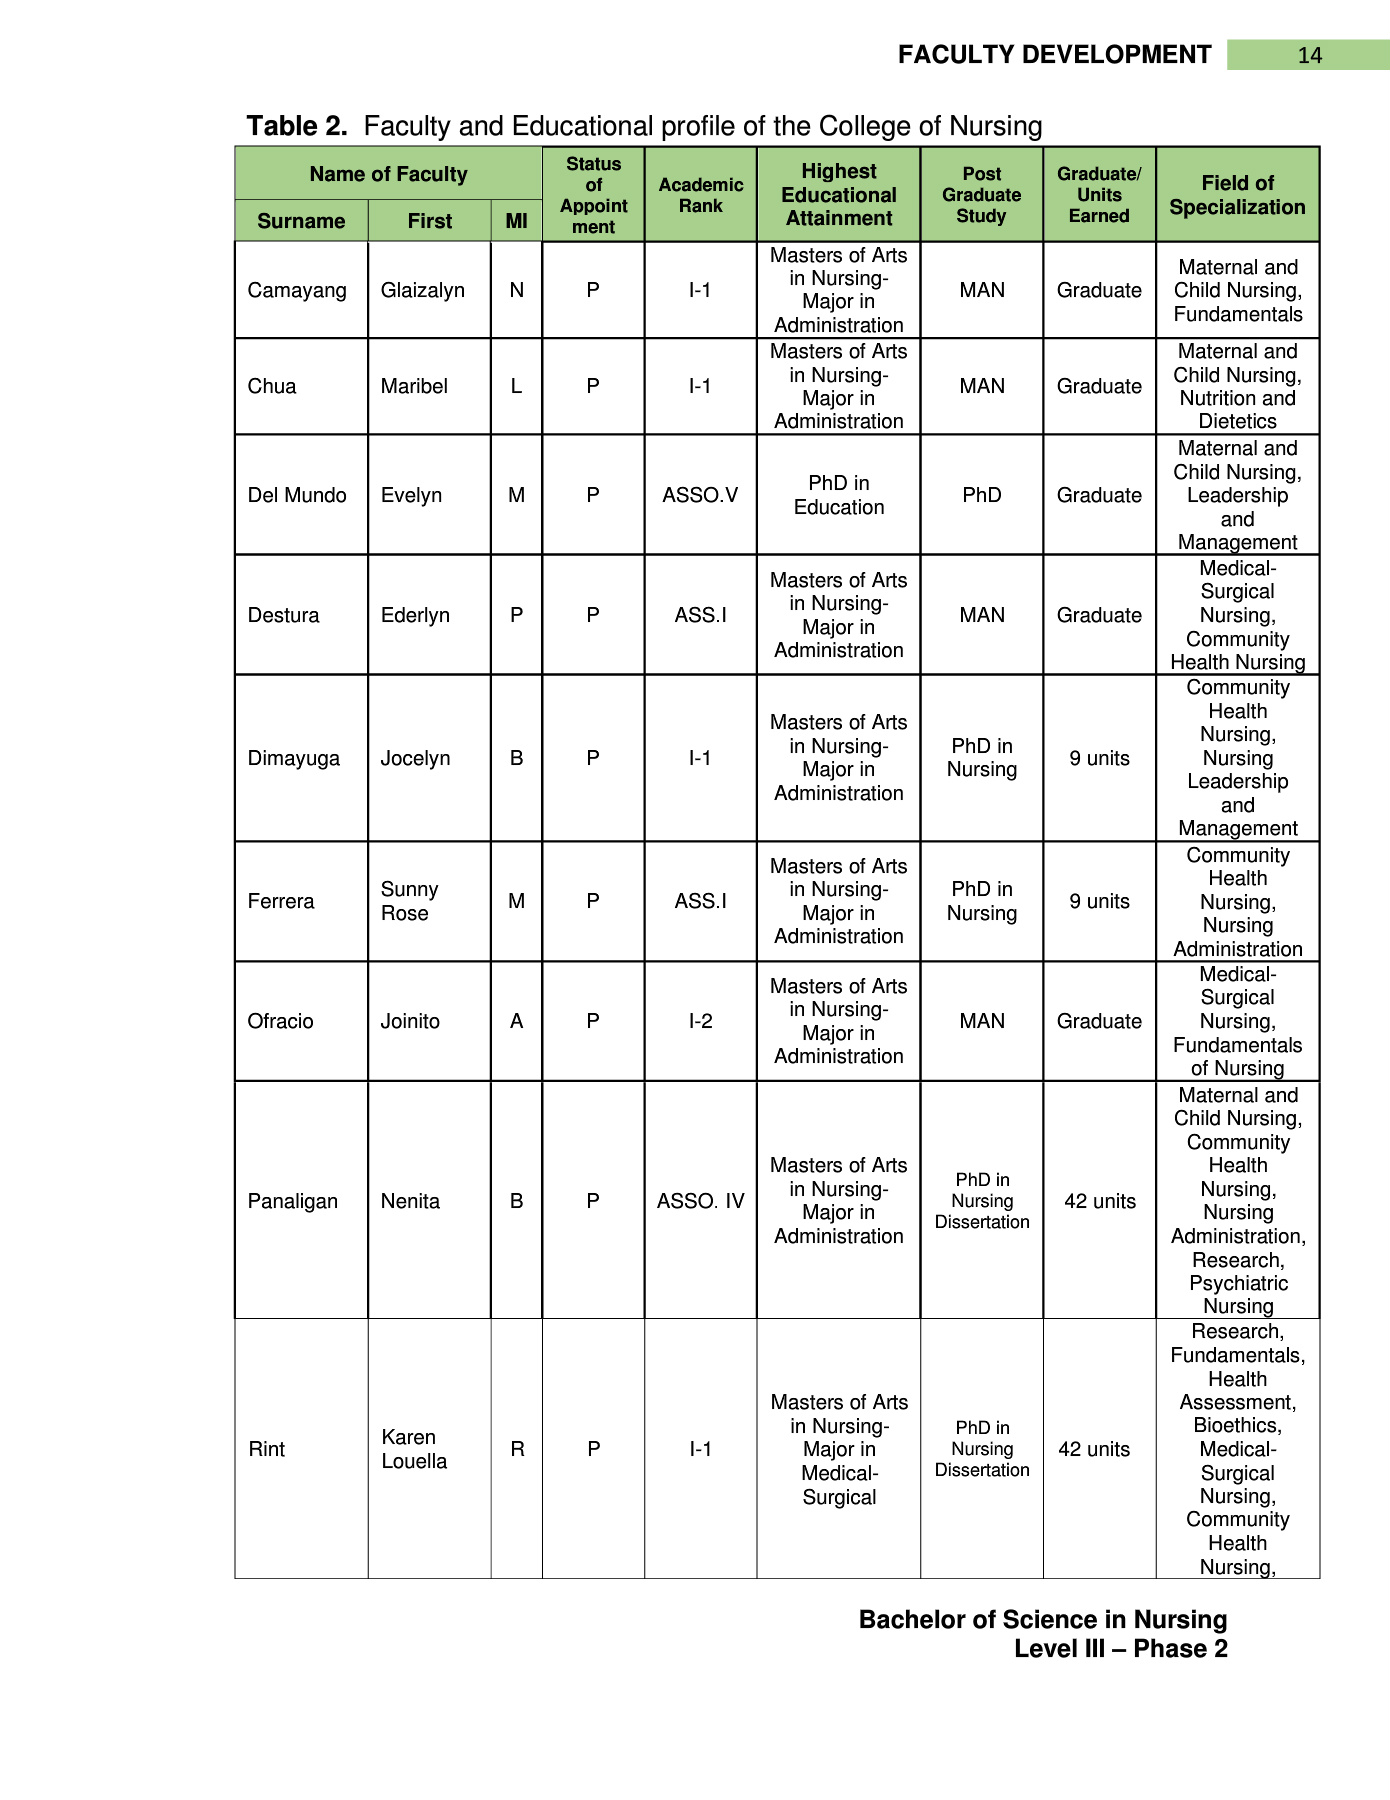 FACULTY DEVELOPMENT 14
Table 2. Faculty and Educational profile of the College of Nursing
Name of Faculty
Surname First MI
Status
of
Appoint
ment
Academic
Rank
Highest
Educational
Attainment
Post
Graduate
Study
Graduate/
Units
Earned
Field of
Specialization
Camayang
Glaizalyn
N
P
I-1
Masters of Arts
in Nursing-
Major in
Administration
MAN
Graduate
Maternal and
Child Nursing,
Fundamentals
Chua
Maribel
L
P
I-1
Masters of Arts
in Nursing-
Major in
Administration
MAN
Graduate
Maternal and
Child Nursing,
Nutrition and
Dietetics
Del Mundo
Evelyn
M
P
ASSO.V
PhD in
Education
PhD
Graduate
Maternal and
Child Nursing,
Leadership
and
Management
Destura
Ederlyn
P
P
ASS.I
Masters of Arts
in Nursing-
Major in
Administration
MAN
Graduate
Medical-
Surgical
Nursing,
Community
Health Nursing
Dimayuga
Jocelyn
B
P
I-1
Masters of Arts
in Nursing-
Major in
Administration
PhD in
Nursing
9 units
Community
Health
Nursing,
Nursing
Leadership
and
Management
Ferrera
Sunny
Rose
M
P
ASS.I
Masters of Arts
in Nursing-
Major in
Administration
PhD in
Nursing
9 units
Community
Health
Nursing,
Nursing
Administration
Ofracio
Joinito
A
P
I-2
Masters of Arts
in Nursing-
Major in
Administration
MAN
Graduate
Medical-
Surgical
Nursing,
Fundamentals
of Nursing
Panaligan
Nenita
B
P
ASSO. IV
Masters of Arts
in Nursing-
Major in
Administration
PhD in
Nursing
Dissertation
42 units
Maternal and
Child Nursing,
Community
Health
Nursing,
Nursing
Administration,
Research,
Psychiatric
Nursing
Rint
Karen
Louella
R
P
I-1
Masters of Arts
in Nursing-
Major in
Medical-
Surgical
PhD in
Nursing
Dissertation
42 units
Research,
Fundamentals,
Health
Assessment,
Bioethics,
Medical-
Surgical
Nursing,
Community
Health
Nursing,
Bachelor of Science in Nursing
Level III – Phase 2